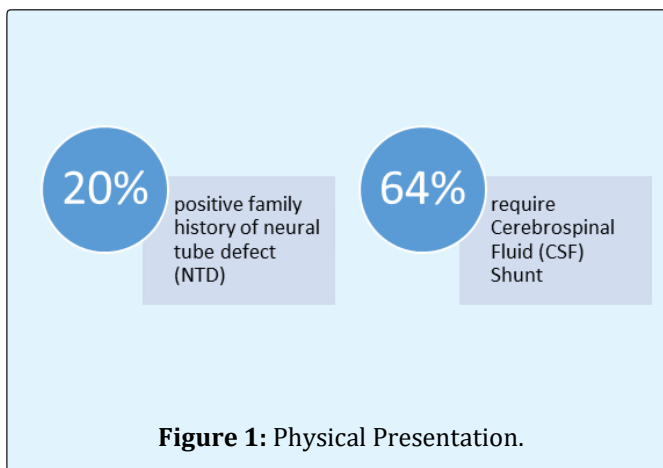 20%
positive family
history of neural
tube defect
(NTD)
64%
require
Cerebrospinal
Fluid (CSF)
Shunt
Figure 1: Physical Presentation.